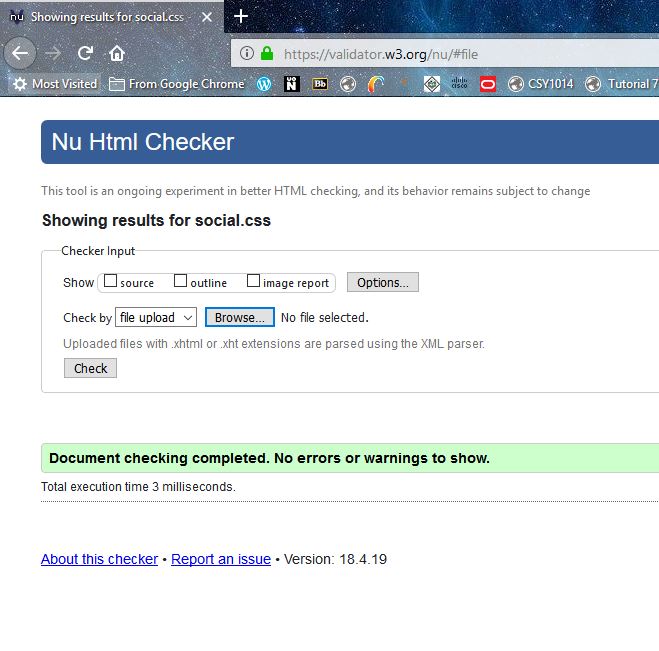 nu Showing results for social.css -
https://validator.w3.org/nu/#file
Most Visited From Google Chrome UoN Bb cisco CSY1014 Tutorial 7
Nu Html Checker
This tool is an ongoing experiment in better HTML checking, and its behavior remains subject to change
Showing results for social.css
Checker Input
Show source outline image report Options...
Check by file upload Browse... No file selected.
Uploaded files with .xhtml or .xht extensions are parsed using the XML parser.
Check
Document checking completed. No errors or warnings to show.
Total execution time 3 milliseconds.
About this checker • Report an issue • Version: 18.4.19